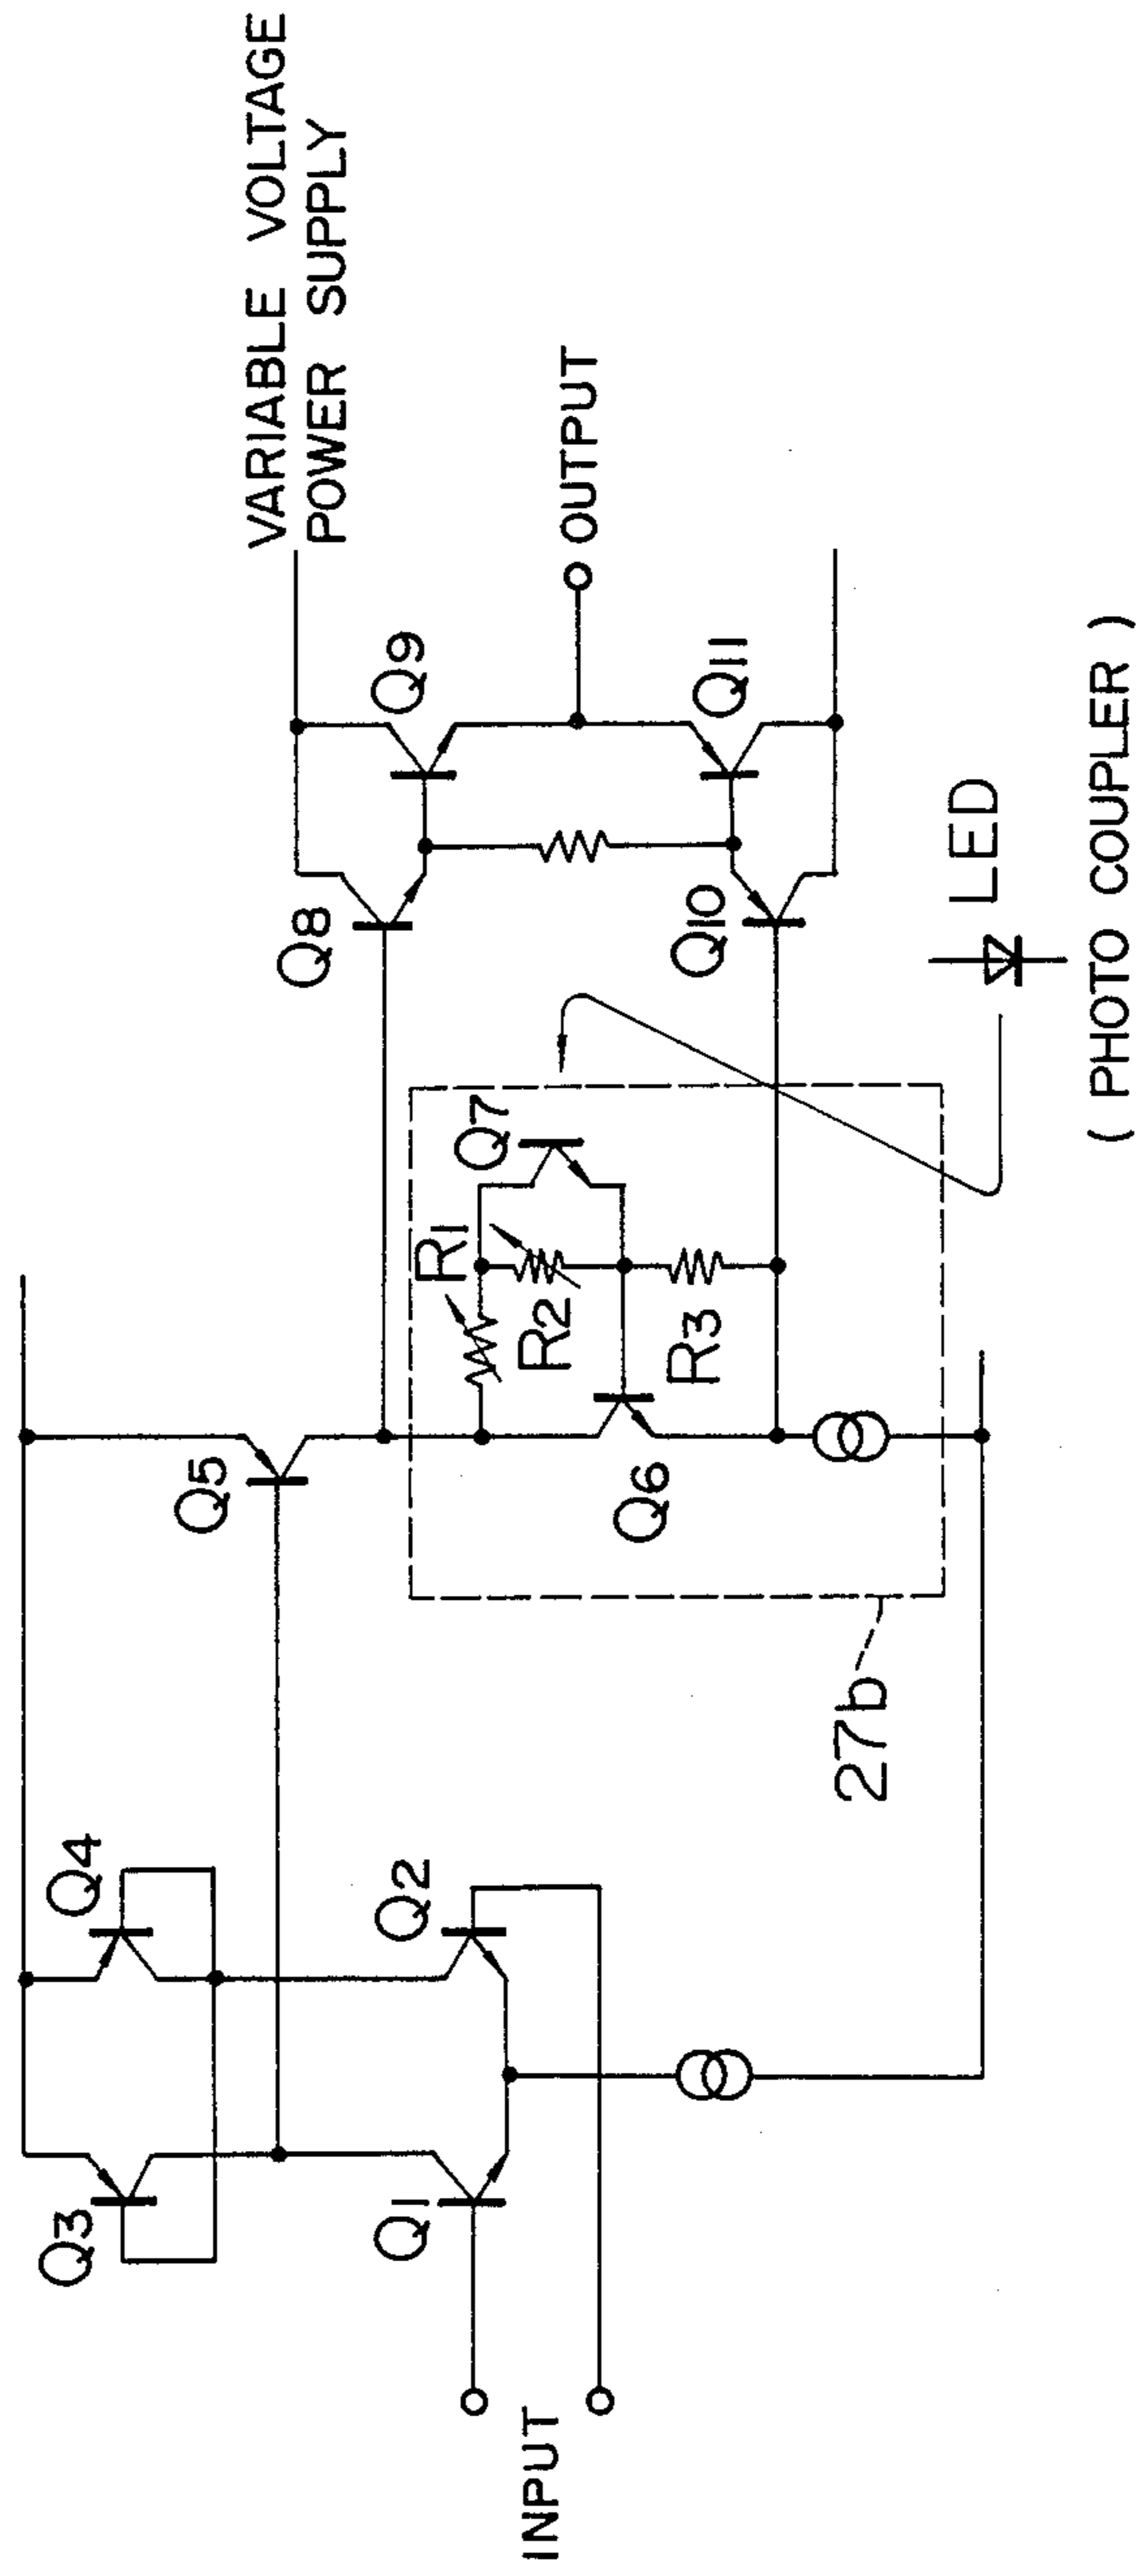 VARIABLE VOLTAGE
POWER SUPPLY
Q3
Q4
Q5
Q8
Q9
Q1
Q2
INPUT
R1
Q7
R2
R3
Q6
Q10
Q11
OUTPUT
27b
LED
( PHOTO COUPLER )